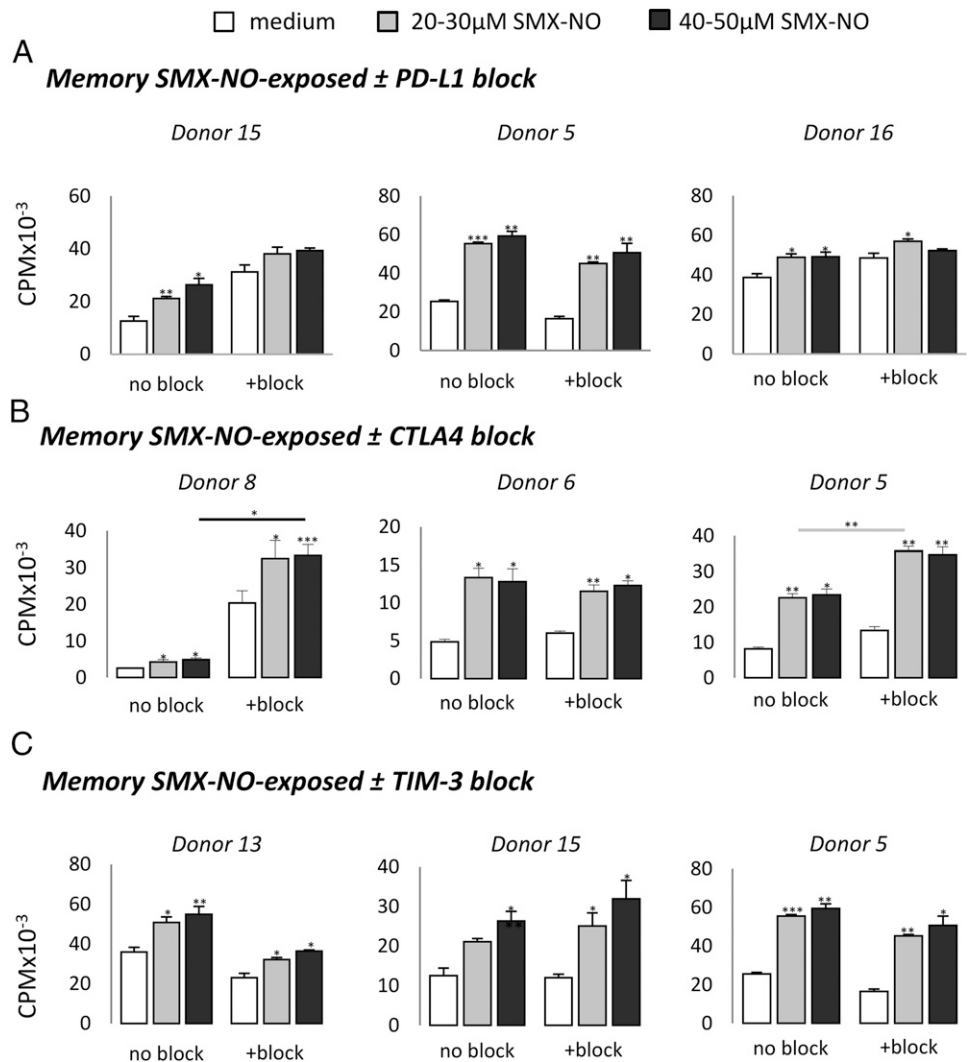 medium 20-30µM SMX-NO 40-50µM SMX-NO
A
Memory SMX-NO-exposed ± PD-L1 block
Donor 15 Donor 5 Donor 16
CPMx10⁻³
60 40 20 0
80 60 40 20 0
80 60 40 20 0
** * *** ** ** ** * * *
no block +block no block +block no block +block
B
Memory SMX-NO-exposed ± CTLA4 block
Donor 8 Donor 6 Donor 5
CPMx10⁻³
40 30 20 10 0
20 15 10 5 0
40 30 20 10 0
* **
* * * *** * * ** * ** * ** **
no block +block no block +block no block +block
C
Memory SMX-NO-exposed ± TIM-3 block
Donor 13 Donor 15 Donor 5
CPMx10⁻³
80 60 40 20 0
40 30 20 10 0
80 60 40 20 0
* ** * * * ** * * *** ** ** *
no block +block no block +block no block +block